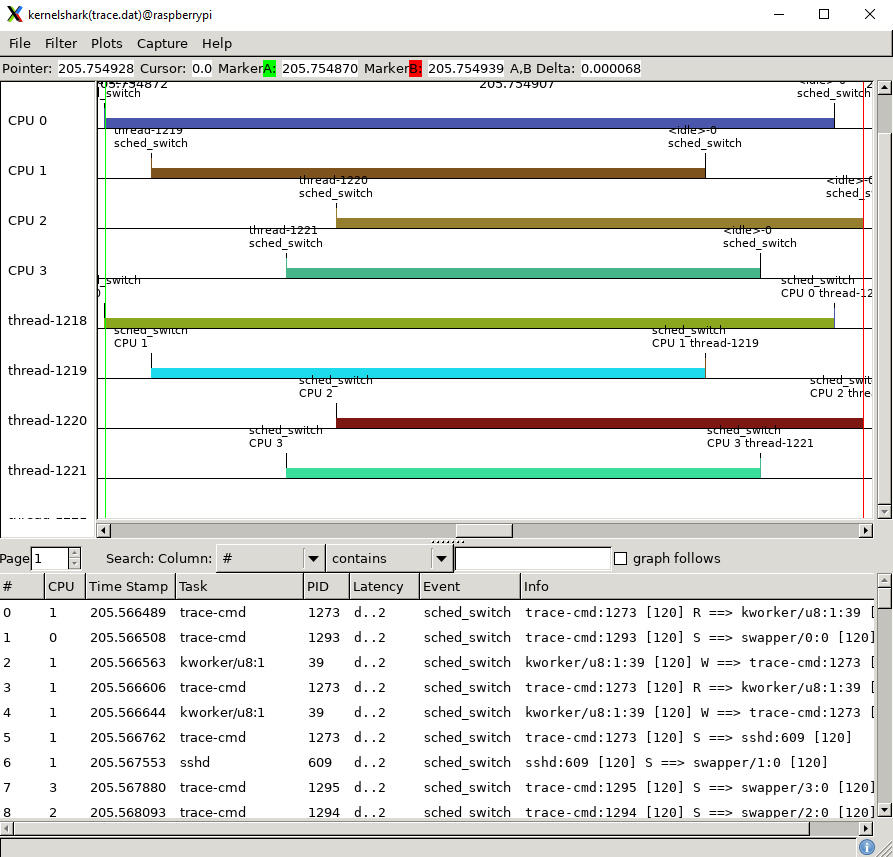 kernelshark(trace.dat)@raspberrypi
File Filter Plots Capture Help
Pointer: 205.754928 Cursor: 0.0 MarkerA: 205.754870 MarkerB: 205.754939 A,B Delta: 0.000068
205.754907
_switch sched_switch
CPU 0
thread-1219 <idle>-0
sched_switch sched_switch
CPU 1
thread-1220 <idle>-0
sched_switch sched_s
CPU 2
thread-1221 <idle>-0
sched_switch sched_switch
CPU 3
_switch sched_switch
CPU 0 thread-12
thread-1218
sched_switch sched_switch
CPU 1 CPU 1 thread-1219
thread-1219
sched_switch sched_swit
CPU 2 CPU 2 thre
thread-1220
sched_switch sched_switch
CPU 3 CPU 3 thread-1221
thread-1221
Page 1 Search: Column: # contains graph follows
# CPU Time Stamp Task PID Latency Event Info
0 1 205.566489 trace-cmd 1273 d..2 sched_switch trace-cmd:1273 [120] R ==> kworker/u8:1:39 [
1 0 205.566508 trace-cmd 1293 d..2 sched_switch trace-cmd:1293 [120] S ==> swapper/0:0 [120]
2 1 205.566563 kworker/u8:1 39 d..2 sched_switch kworker/u8:1:39 [120] W ==> trace-cmd:1273 [
3 1 205.566606 trace-cmd 1273 d..2 sched_switch trace-cmd:1273 [120] R ==> kworker/u8:1:39 [
4 1 205.566644 kworker/u8:1 39 d..2 sched_switch kworker/u8:1:39 [120] W ==> trace-cmd:1273 [
5 1 205.566762 trace-cmd 1273 d..2 sched_switch trace-cmd:1273 [120] S ==> sshd:609 [120]
6 1 205.567553 sshd 609 d..2 sched_switch sshd:609 [120] S ==> swapper/1:0 [120]
7 3 205.567880 trace-cmd 1295 d..2 sched_switch trace-cmd:1295 [120] S ==> swapper/3:0 [120]
8 2 205.568093 trace-cmd 1294 d..2 sched_switch trace-cmd:1294 [120] S ==> swapper/2:0 [120]